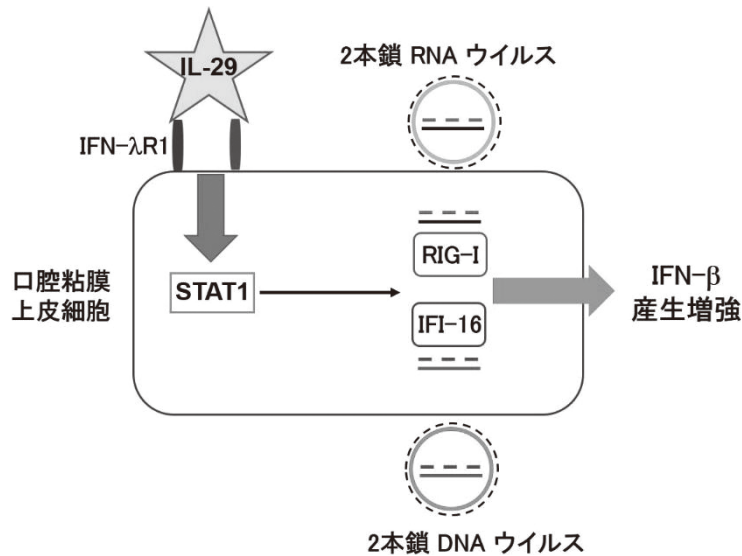 IL-29
2本鎖 RNA ウイルス
IFN-λR1
RIG-I
口腔粘膜
上皮細胞
STAT1
IFN-β
産生増強
IFI-16
2本鎖 DNA ウイルス